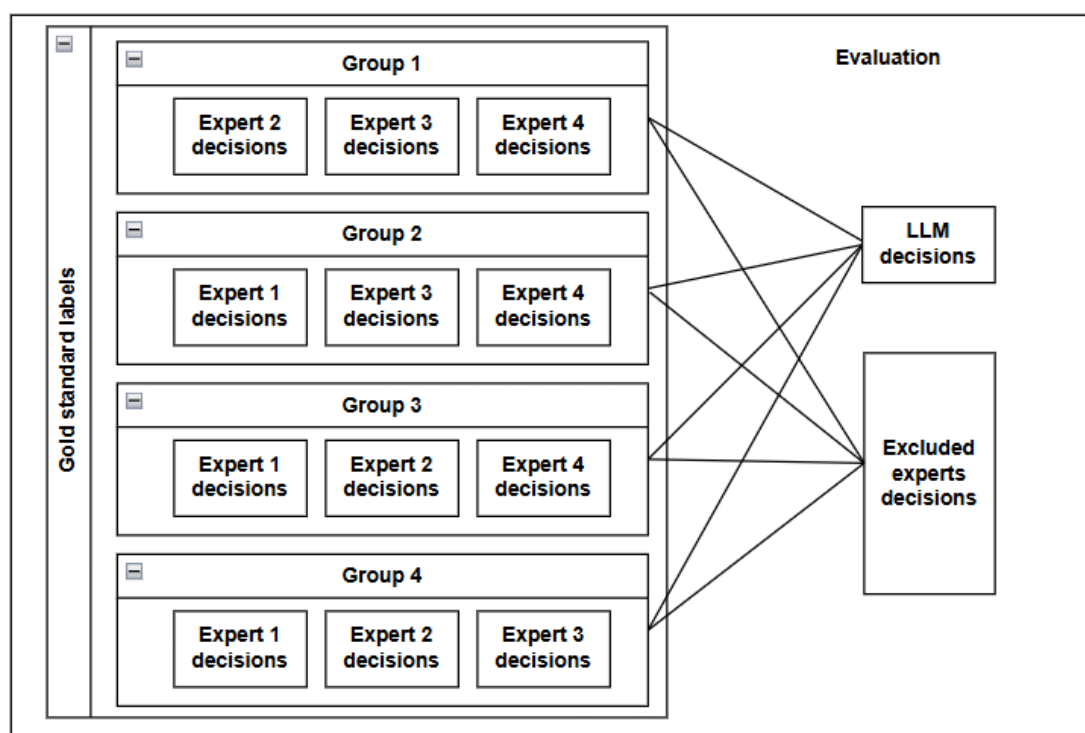 Gold standard labels
Group 1
Expert 2
decisions
Expert 3
decisions
Expert 4
decisions
Group 2
Expert 1
decisions
Expert 3
decisions
Expert 4
decisions
Group 3
Expert 1
decisions
Expert 2
decisions
Expert 4
decisions
Group 4
Expert 1
decisions
Expert 2
decisions
Expert 3
decisions
Evaluation
LLM
decisions
Excluded
experts
decisions